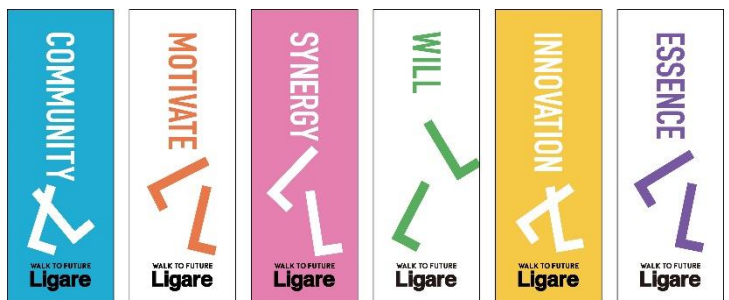 COMMUNITY
WALK TO FUTURE
Ligare
MOTIVATE
WALK TO FUTURE
Ligare
SYNERGY
WALK TO FUTURE
Ligare
WILL
WALK TO FUTURE
Ligare
INNOVATION
WALK TO FUTURE
Ligare
ESSENCE
WALK TO FUTURE
Ligare